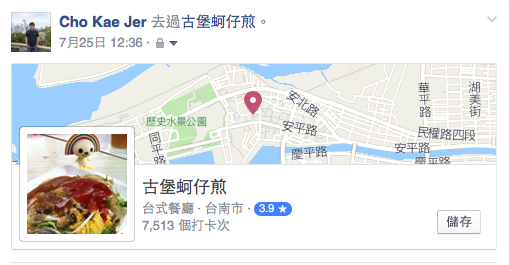 Cho Kae Jer 去過古堡蚵仔煎。
7月25日 12:36 ·
安北路
華平路
湖美街
歷史水景公園
同平路
安平路
民權路四段
慶平路
安平路
慶平路
古堡蚵仔煎
台式餐廳 · 台南市 · 3.9 ★
7,513 個打卡次
儲存